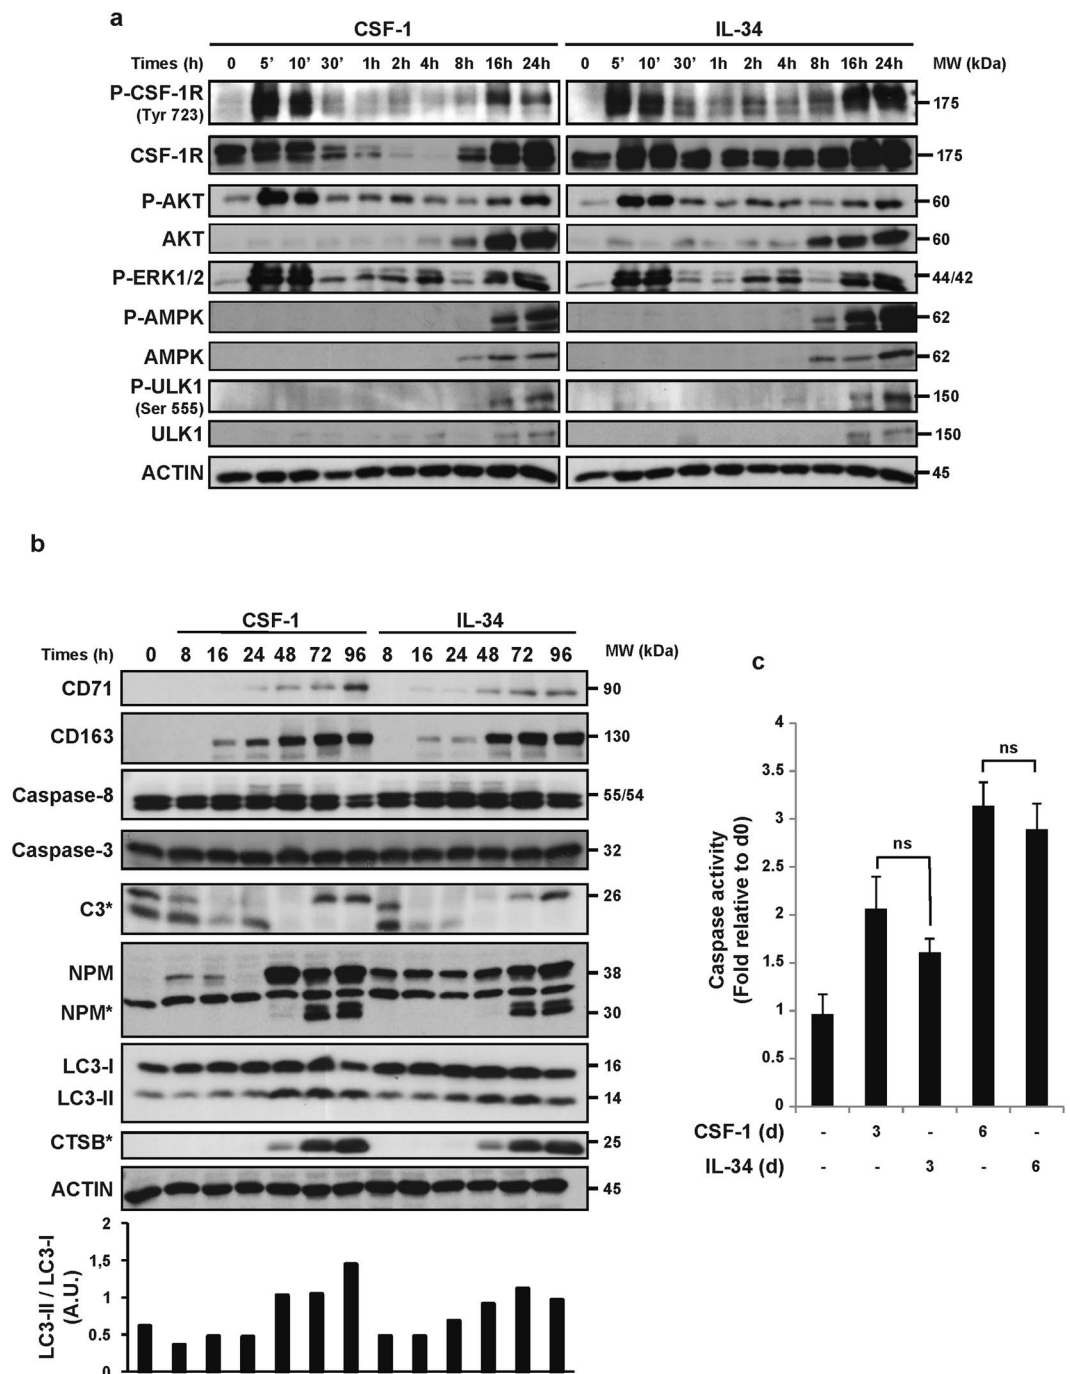 a
CSF-1 IL-34
Times (h) 0 5’ 10’ 30’ 1h 2h 4h 8h 16h 24h 0 5’ 10’ 30’ 1h 2h 4h 8h 16h 24h MW (kDa)
P-CSF-1R
(Tyr 723) 175
CSF-1R 175
P-AKT 60
AKT 60
P-ERK1/2 44/42
P-AMPK 62
AMPK 62
P-ULK1
(Ser 555) 150
ULK1 150
ACTIN 45
b
CSF-1 IL-34
Times (h) 0 8 16 24 48 72 96 8 16 24 48 72 96 MW (kDa)
CD71 90
CD163 130
Caspase-8 55/54
Caspase-3 32
C3* 26
NPM 38
NPM* 30
LC3-I 16
LC3-II 14
CTSB* 25
ACTIN 45
LC3-II / LC3-I
(A.U.)
2
1,5
1
0.5
0
c
Caspase activity
(Fold relative to d0)
4
3.5
3
2.5
2
1.5
1
0.5
0
ns
ns
CSF-1 (d) - 3 - 6 -
IL-34 (d) - - 3 - 6